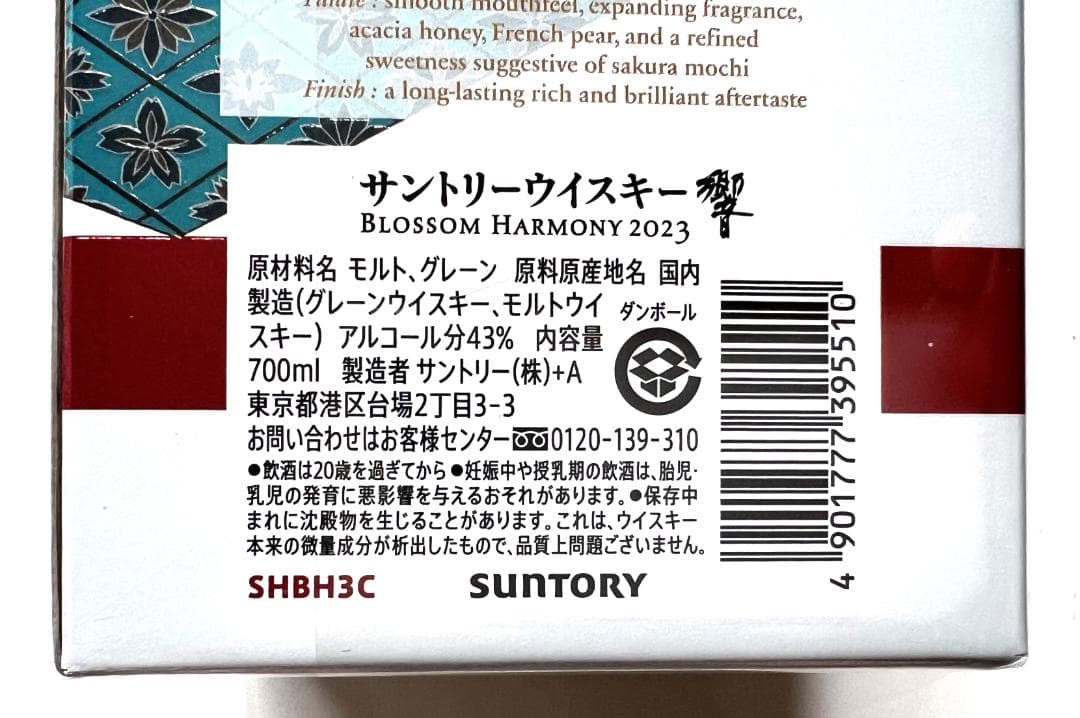 Palate : smooth mouthfeel, expanding fragrance,
acacia honey, French pear, and a refined
sweetness suggestive of sakura mochi
Finish : a long-lasting rich and brilliant aftertaste
サントリーウイスキー 響
BLOSSOM HARMONY 2023
原材料名 モルト、グレーン 原料原産地名 国内
製造(グレーンウイスキー、モルトウイ
スキー) アルコール分43% 内容量
700ml 製造者 サントリー(株)+A
東京都港区台場2丁目3-3
ダンボール
お問い合わせはお客様センター0120-139-310
●飲酒は20歳を過ぎてから●妊娠中や授乳期の飲酒は、胎児・
乳児の発育に悪影響を与えるおそれがあります。●保存中
まれに沈殿物を生じることがあります。これは、ウイスキー
本来の微量成分が析出したもので、品質上問題ございません。
SHBH3C
SUNTORY
4 901777 395510